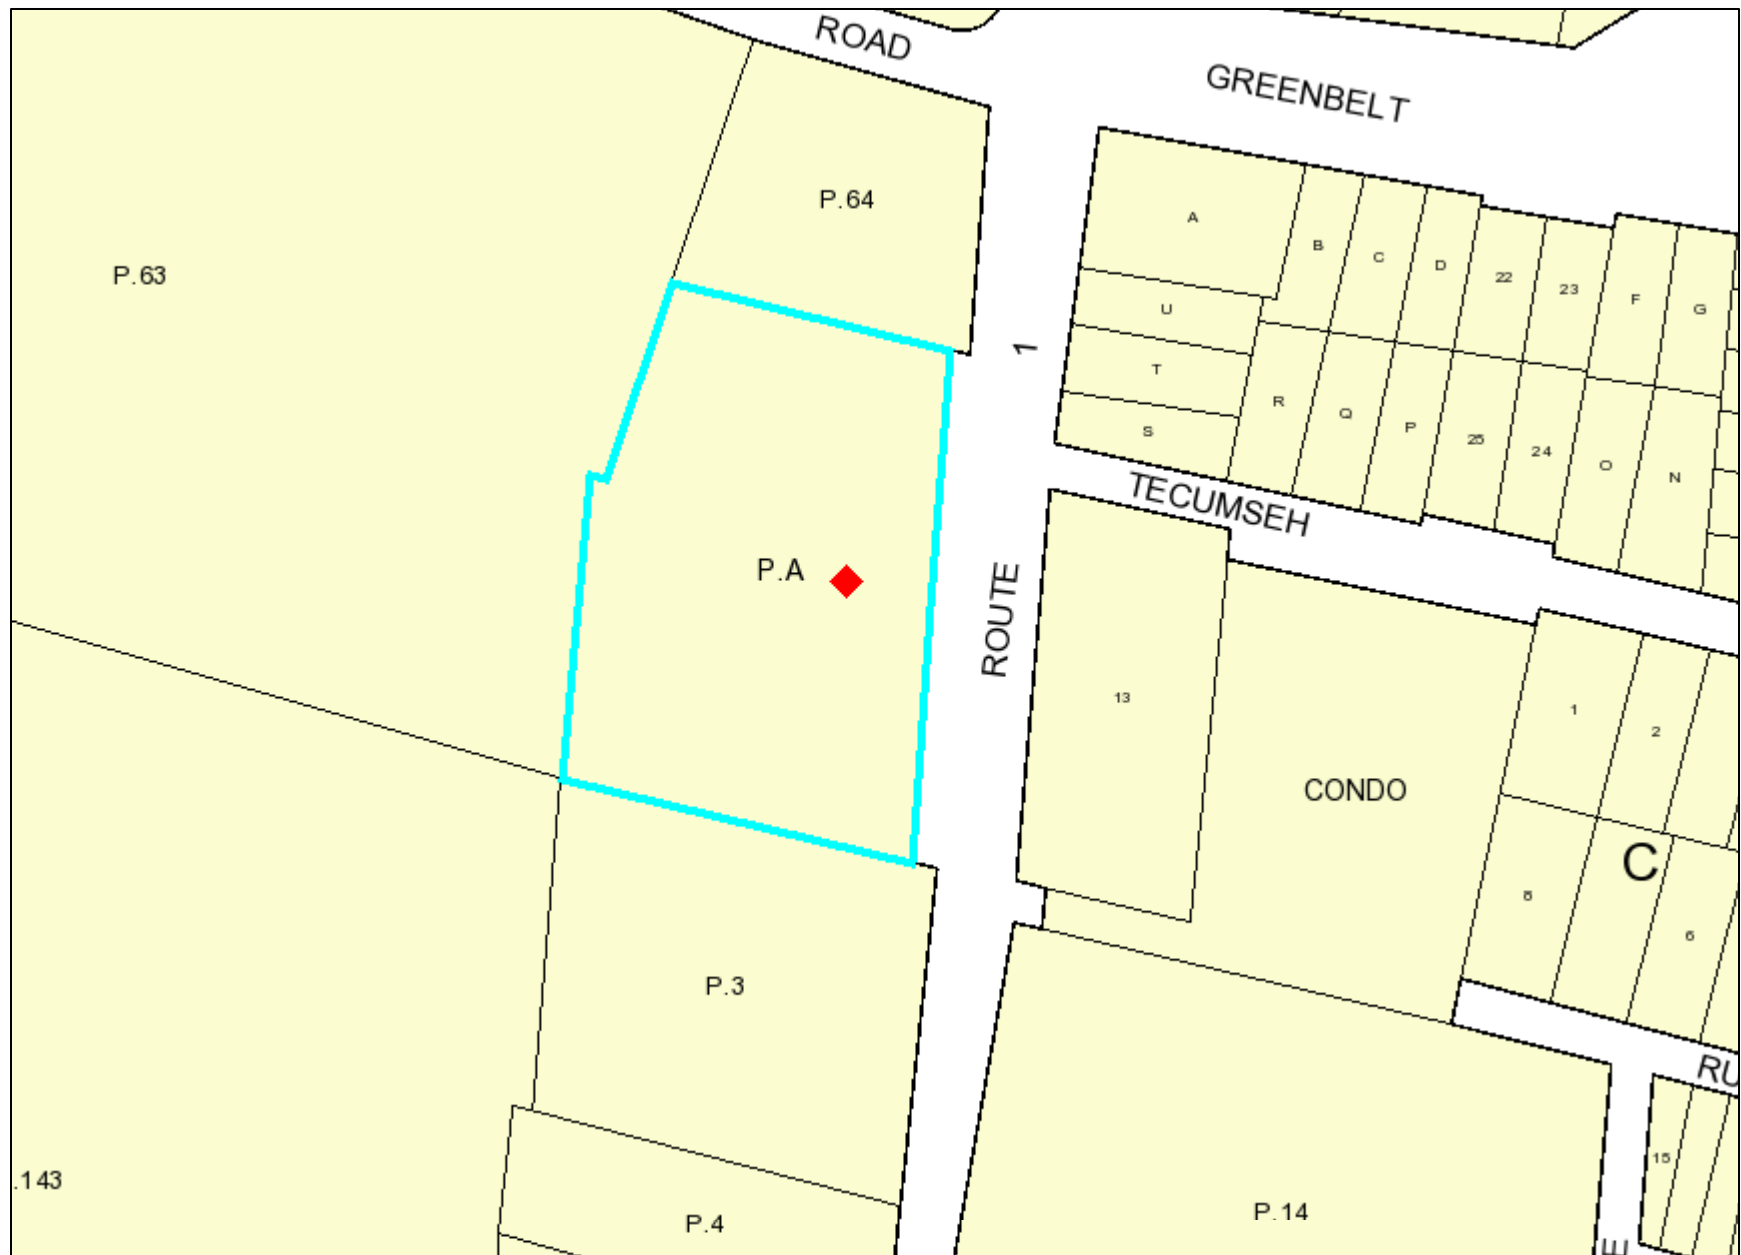 ROAD
GREENBELT
P.64
P.63
A
B
C
D
22
23
F
G
U
1
T
S
R
Q
P
25
24
O
N
TECUMSEH
P.A
ROUTE
13
1
2
CONDO
C
8
6
P.3
RU
15
.143
P.4
P.14
E